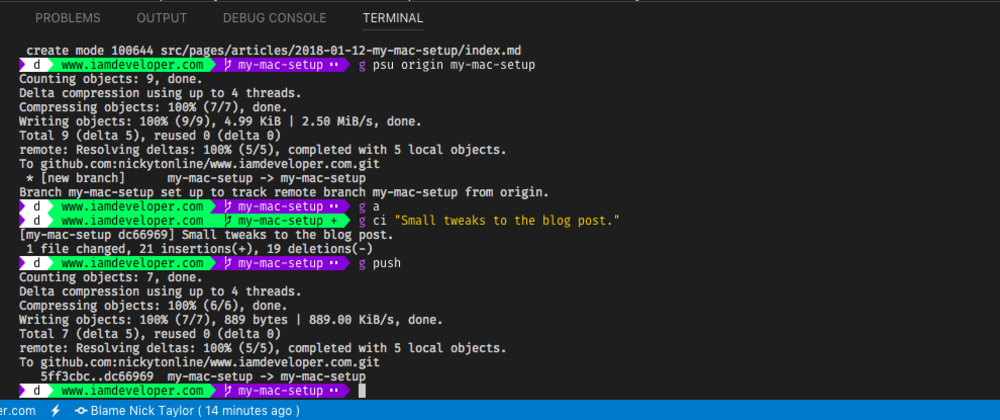 PROBLEMS OUTPUT DEBUG CONSOLE TERMINAL
create mode 100644 src/pages/articles/2018-01-12-my-mac-setup/index.md
d www.iamdeveloper.com my-mac-setup •• g psu origin my-mac-setup
Counting objects: 9, done.
Delta compression using up to 4 threads.
Compressing objects: 100% (7/7), done.
Writing objects: 100% (9/9), 4.99 KiB | 2.50 MiB/s, done.
Total 9 (delta 5), reused 0 (delta 0)
remote: Resolving deltas: 100% (5/5), completed with 5 local objects.
To github.com:nickytonline/www.iamdeveloper.com.git
* [new branch] my-mac-setup -> my-mac-setup
Branch my-mac-setup set up to track remote branch my-mac-setup from origin.
d www.iamdeveloper.com my-mac-setup •• g a
d www.iamdeveloper.com my-mac-setup + g ci "Small tweaks to the blog post."
[my-mac-setup dc66969] Small tweaks to the blog post.
1 file changed, 21 insertions(+), 19 deletions(-)
d www.iamdeveloper.com my-mac-setup •• g push
Counting objects: 7, done.
Delta compression using up to 4 threads.
Compressing objects: 100% (6/6), done.
Writing objects: 100% (7/7), 889 bytes | 889.00 KiB/s, done.
Total 7 (delta 5), reused 0 (delta 0)
remote: Resolving deltas: 100% (5/5), completed with 5 local objects.
To github.com:nickytonline/www.iamdeveloper.com.git
5ff3cbc..dc66969 my-mac-setup -> my-mac-setup
d www.iamdeveloper.com my-mac-setup ••
er.com Blame Nick Taylor ( 14 minutes ago )